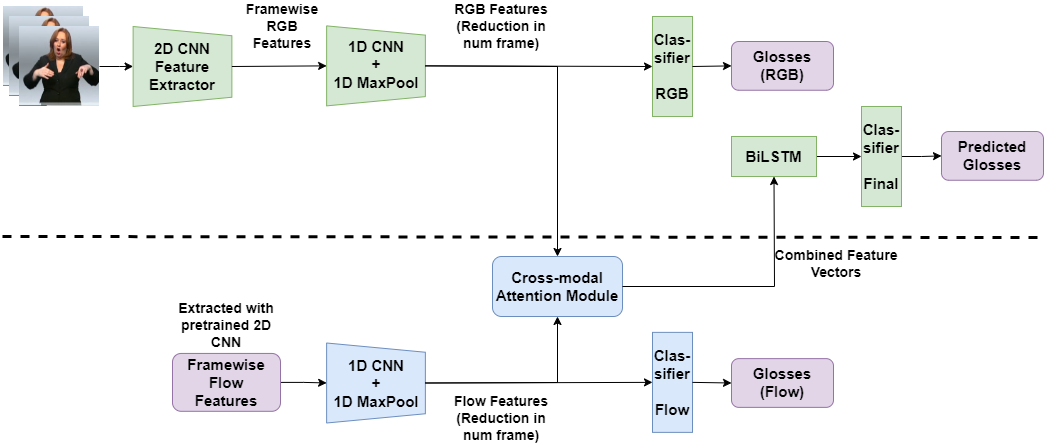 2D CNN
Feature
Extractor
Framewise
RGB
Features
1D CNN
+
1D MaxPool
RGB Features
(Reduction in
num frame)
Clas-
sifier
RGB
Glosses
(RGB)
BiLSTM
Clas-
sifier
Final
Predicted
Glosses
Combined Feature
Vectors
Cross-modal
Attention Module
Extracted with
pretrained 2D
CNN
Framewise
Flow
Features
1D CNN
+
1D MaxPool
Flow Features
(Reduction in
num frame)
Clas-
sifier
Flow
Glosses
(Flow)